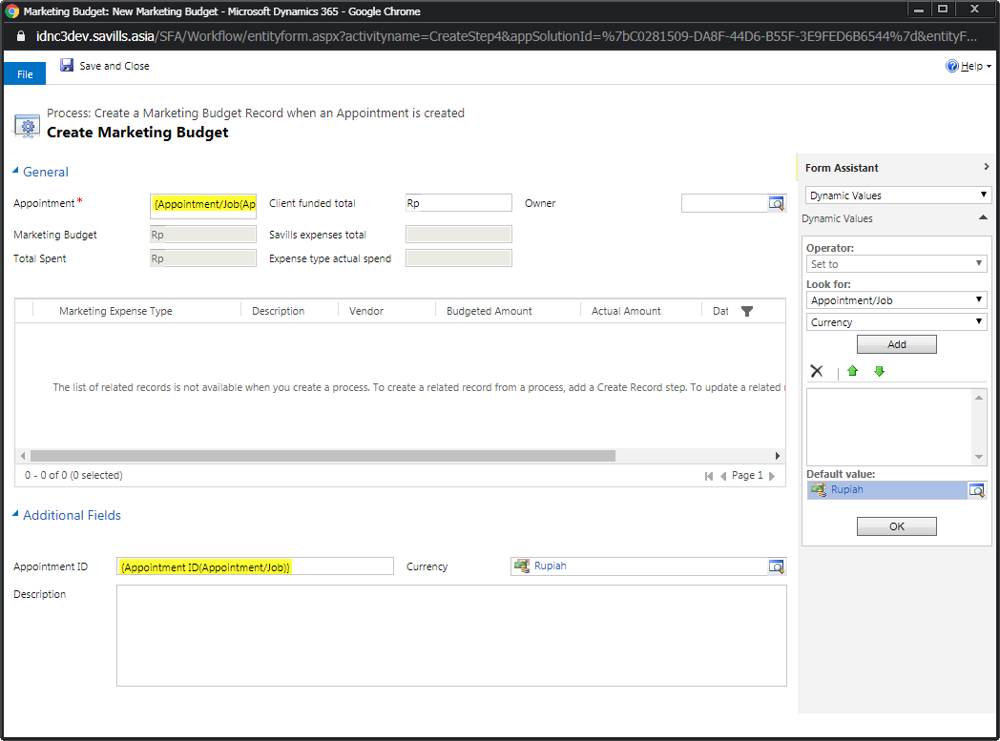 Marketing Budget: New Marketing Budget - Microsoft Dynamics 365 - Google Chrome
idnc3dev.savills.asia/SFA/Workflow/entityform.aspx?activityname=CreateStep4&appSolutionId=%7bC0281509-DA8F-44D6-B55F-3E9FED6B6544%7d&entityF...
File
Save and Close
Help
Process: Create a Marketing Budget Record when an Appointment is created
Create Marketing Budget
General
Appointment *
{Appointment/Job(Ap
Client funded total
Rp
Owner
Marketing Budget
Rp
Savills expenses total
Total Spent
Rp
Expense type actual spend
Marketing Expense Type
Description
Vendor
Budgeted Amount
Actual Amount
Dat
The list of related records is not available when you create a process. To create a related record from a process, add a Create Record step. To update a related r
0 - 0 of 0 (0 selected)
Page 1
Additional Fields
Appointment ID
{Appointment ID(Appointment/Job)}
Currency
Rupiah
Description
Form Assistant
Dynamic Values
Dynamic Values
Operator:
Set to
Look for:
Appointment/Job
Currency
Add
Default value:
Rupiah
OK